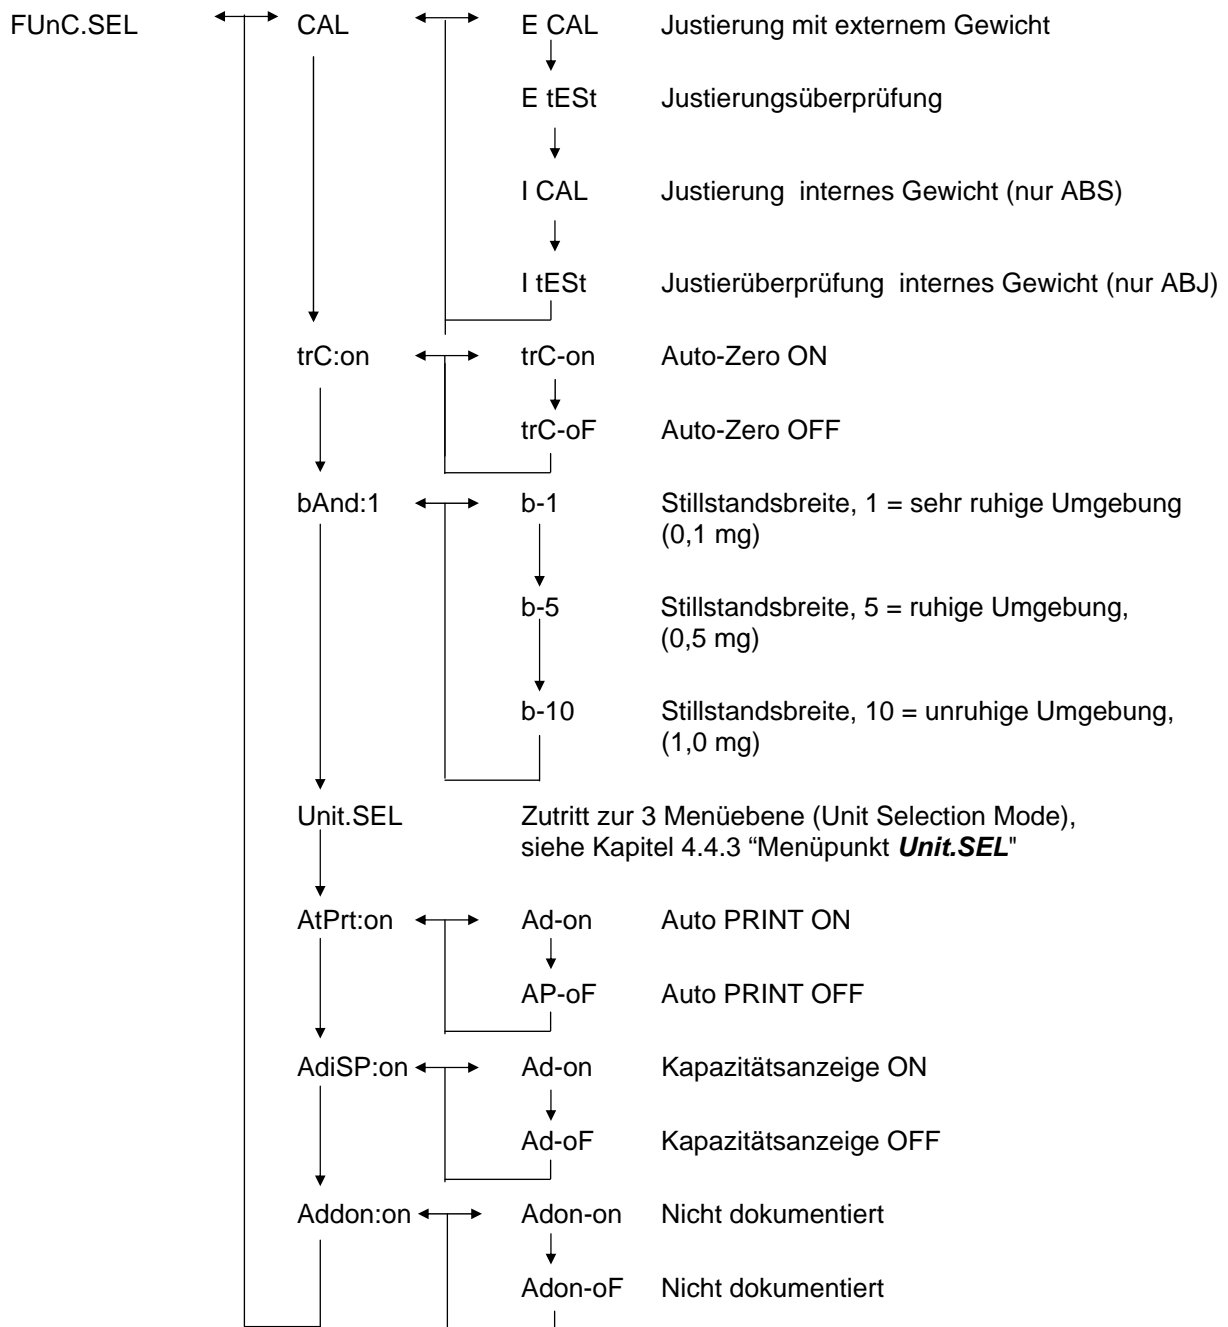 FUnC.SEL CAL E CAL Justierung mit externem Gewicht
E tESt Justierungsüberprüfung
I CAL Justierung internes Gewicht (nur ABS)
I tESt Justierüberprüfung internes Gewicht (nur ABJ)
trC:on trC-on Auto-Zero ON
trC-oF Auto-Zero OFF
bAnd:1 b-1 Stillstandsbreite, 1 = sehr ruhige Umgebung
(0,1 mg)
b-5 Stillstandsbreite, 5 = ruhige Umgebung,
(0,5 mg)
b-10 Stillstandsbreite, 10 = unruhige Umgebung,
(1,0 mg)
Unit.SEL Zutritt zur 3 Menüebene (Unit Selection Mode),
siehe Kapitel 4.4.3 “Menüpunkt Unit.SEL"
AtPrt:on Ad-on Auto PRINT ON
AP-oF Auto PRINT OFF
AdiSP:on Ad-on Kapazitätsanzeige ON
Ad-oF Kapazitätsanzeige OFF
Addon:on Adon-on Nicht dokumentiert
Adon-oF Nicht dokumentiert